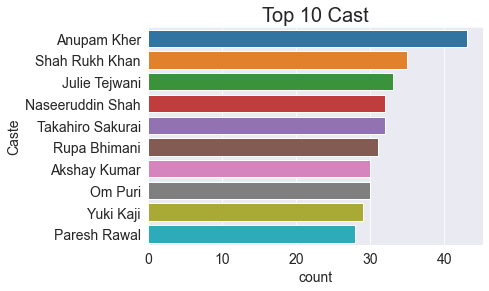 Top 10 Cast
Caste
Anupam Kher
Shah Rukh Khan
Julie Tejwani
Naseeruddin Shah
Takahiro Sakurai
Rupa Bhimani
Akshay Kumar
Om Puri
Yuki Kaji
Paresh Rawal
0 10 20 30 40
count